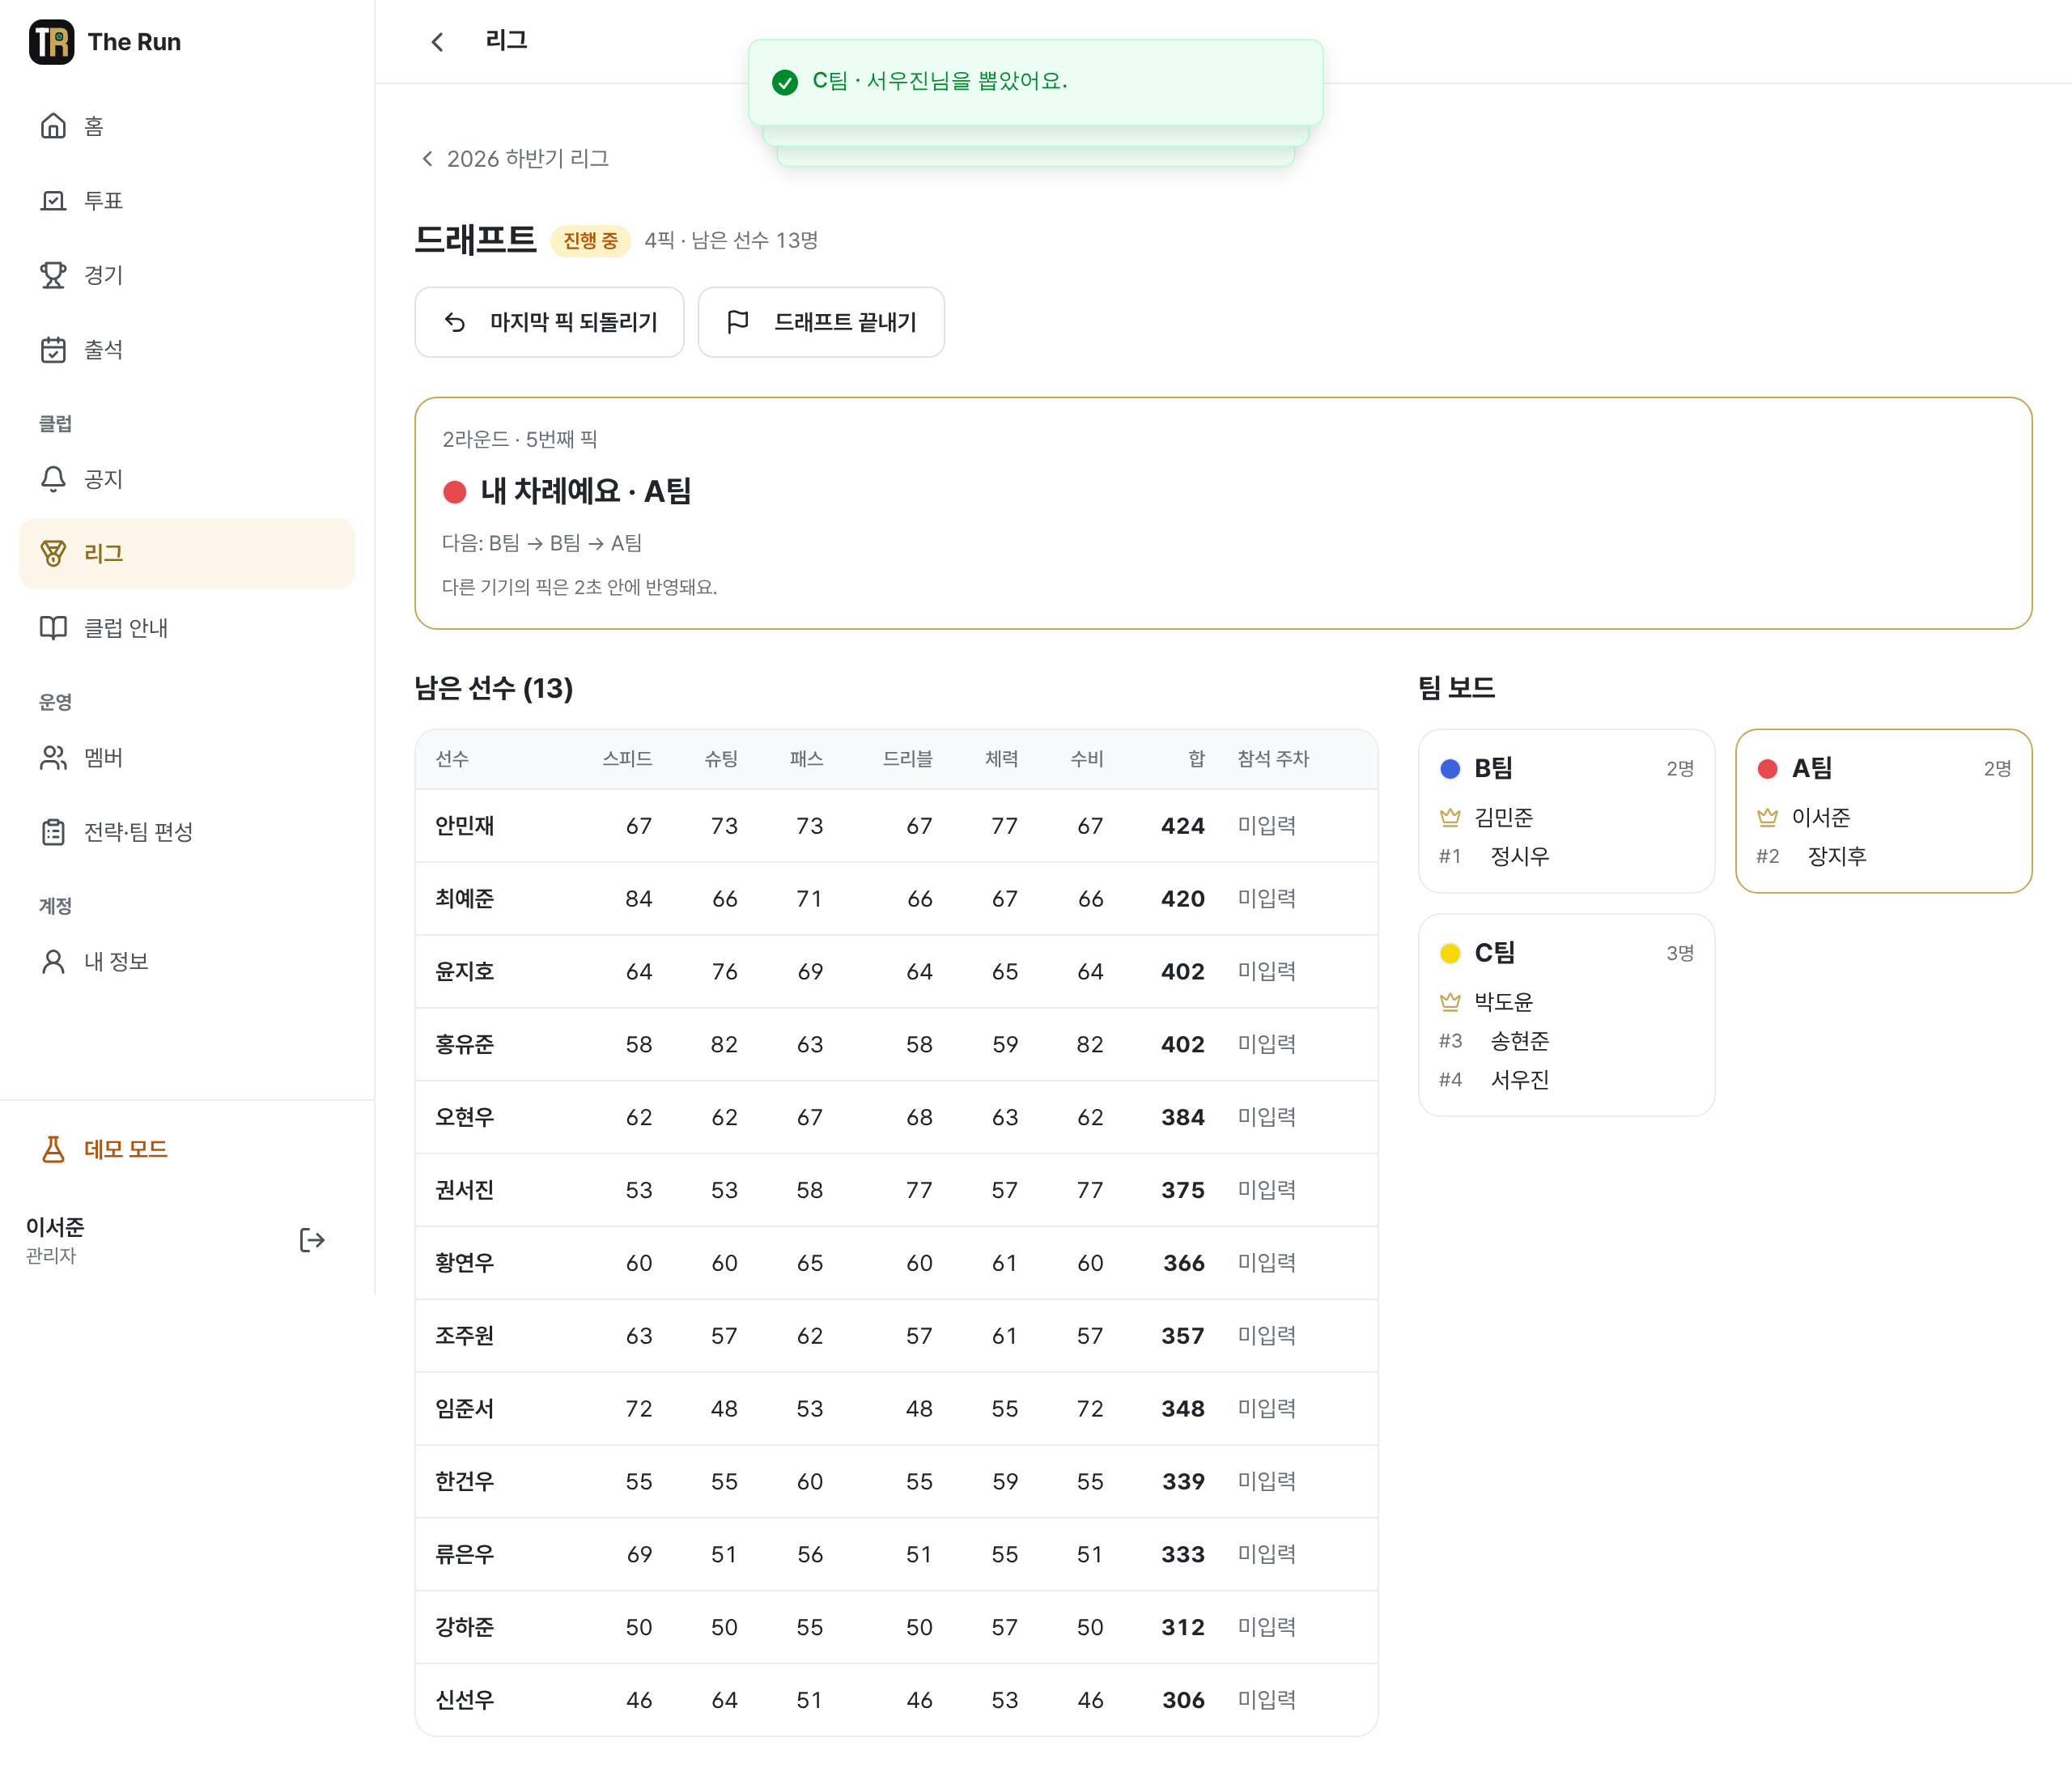 The Run
홈
투표
경기
출석
클럽
공지
리그
클럽 안내
운영
멤버
전략·팀 편성
계정
내 정보
데모 모드
이서준
관리자
리그
C팀 · 서우진님을 뽑았어요.
2026 하반기 리그
드래프트 진행 중 4픽 · 남은 선수 13명
마지막 픽 되돌리기 드래프트 끝내기
2라운드 · 5번째 픽
내 차례예요 · A팀
다음: B팀 → B팀 → A팀
다른 기기의 픽은 2초 안에 반영돼요.
남은 선수 (13)
선수 스피드 슈팅 패스 드리블 체력 수비 합 참석 주차
안민재 67 73 73 67 77 67 424 미입력
최예준 84 66 71 66 67 66 420 미입력
윤지호 64 76 69 64 65 64 402 미입력
홍유준 58 82 63 58 59 82 402 미입력
오현우 62 62 67 68 63 62 384 미입력
권서진 53 53 58 77 57 77 375 미입력
황연우 60 60 65 60 61 60 366 미입력
조주원 63 57 62 57 61 57 357 미입력
임준서 72 48 53 48 55 72 348 미입력
한건우 55 55 60 55 59 55 339 미입력
류은우 69 51 56 51 55 51 333 미입력
강하준 50 50 55 50 57 50 312 미입력
신선우 46 64 51 46 53 46 306 미입력
팀 보드
B팀 2명
김민준
#1 정시우
A팀 2명
이서준
#2 장지후
C팀 3명
박도윤
#3 송현준
#4 서우진